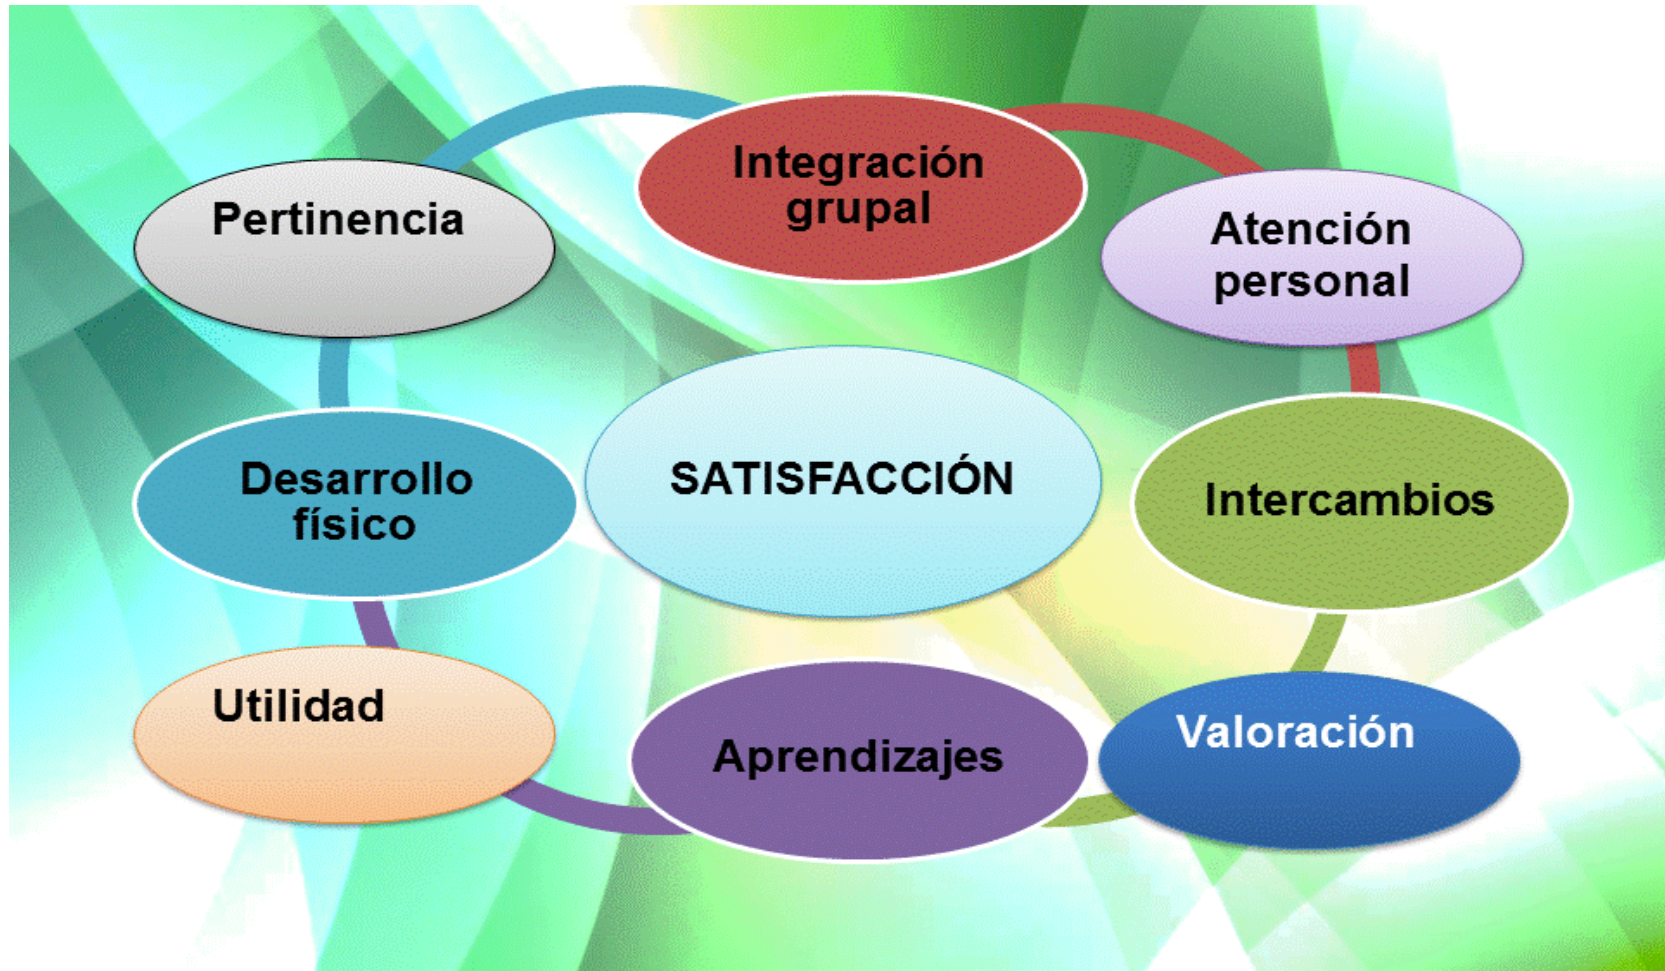 Integración
grupal
Pertinencia
Atención
personal
Desarrollo
físico
SATISFACCIÓN
Intercambios
Utilidad
Aprendizajes
Valoración